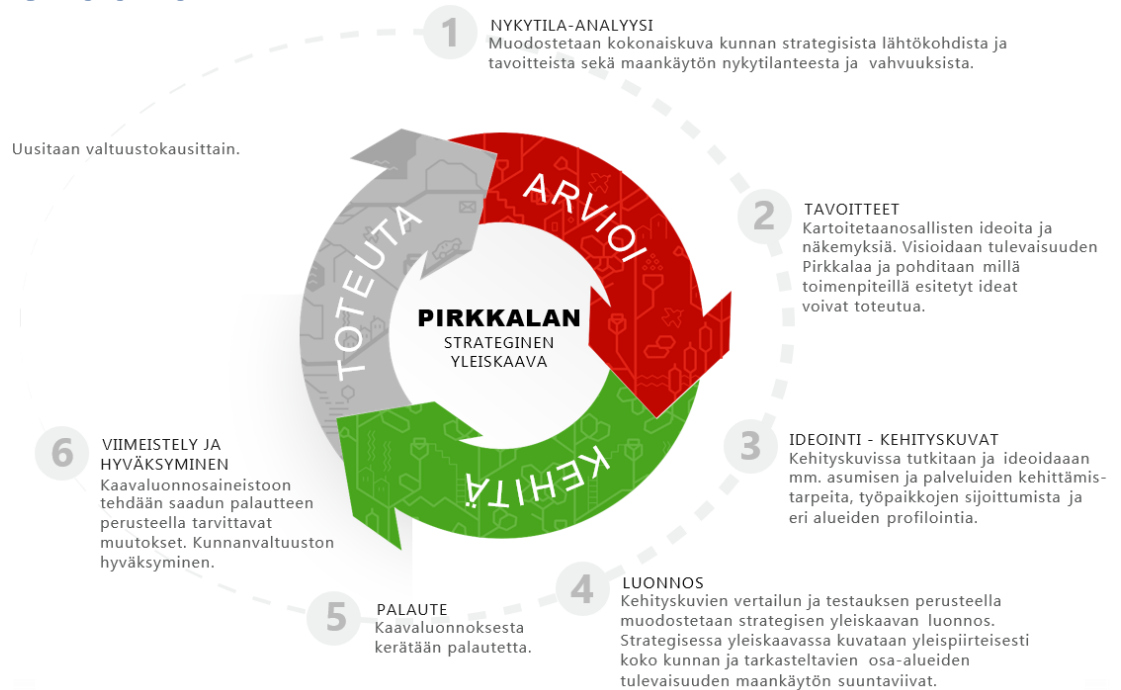 1
NYKYTILA-ANALYYSI
Muodostetaan kokonaiskuva kunnan strategisista lähtökohdista ja
tavoitteista sekä maankäytön nykytilanteesta ja vahvuuksista.
Uusitaan valtuustokausittain.
ARVIOI
KEHITÄ
TOTEUTA
PIRKKALAN
STRATEGINEN
YLEISKAAVA
2
TAVOITTEET
Kartoitetaanosallisten ideoita ja
näkemyksiä. Visioidaan tulevaisuuden
Pirkkalaa ja pohditaan millä
toimenpiteillä esitetyt ideat
voivat toteutua.
3
IDEOINTI - KEHITYSKUVAT
Kehityskuvissa tutkitaan ja ideoidaaan
mm. asumisen ja palveluiden kehittämis-
tarpeita, työpaikkojen sijoittumista ja
eri alueiden profilointia.
4
LUONNOS
Kehityskuvien vertailun ja testauksen perusteella
muodostetaan strategisen yleiskaavan luonnos.
Strategisessa yleiskaavassa kuvataan yleispiirteisesti
koko kunnan ja tarkasteltavien osa-alueiden
tulevaisuuden maankäytön suuntaviivat.
5
PALAUTE
Kaavaluonnoksesta
kerätään palautetta.
6
VIIMEISTELY JA
HYVÄKSYMINEN
Kaavaluonnosaineistoon
tehdään saadun palautteen
perusteella tarvittavat
muutokset. Kunnanvaltuuston
hyväksyminen.